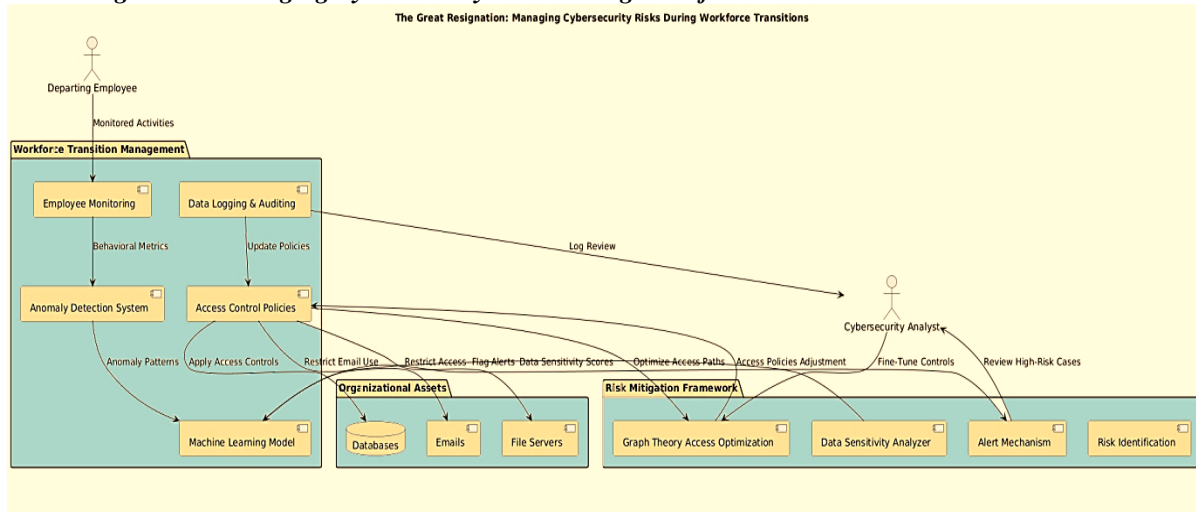 The Great Resignation: Managing Cybersecurity Risks During Workforce Transitions
Departing Employee
Monitored Activities
Workforce Transition Management
Employee Monitoring
Data Logging & Auditing
Behavioral Metrics
Update Policies
Log Review
Anomaly Detection System
Access Control Policies
Cybersecurity Analyst
Anomaly Patterns
Apply Access Controls
Restrict Email Use
Restrict Access
Flag Alerts
Data Sensitivity Scores
Optimize Access Paths
Access Policies Adjustment
Fine-Tune Controls
Review High-Risk Cases
Organizational Assets
Risk Mitigation Framework
Machine Learning Model
Databases
Emails
File Servers
Graph Theory Access Optimization
Data Sensitivity Analyzer
Alert Mechanism
Risk Identification